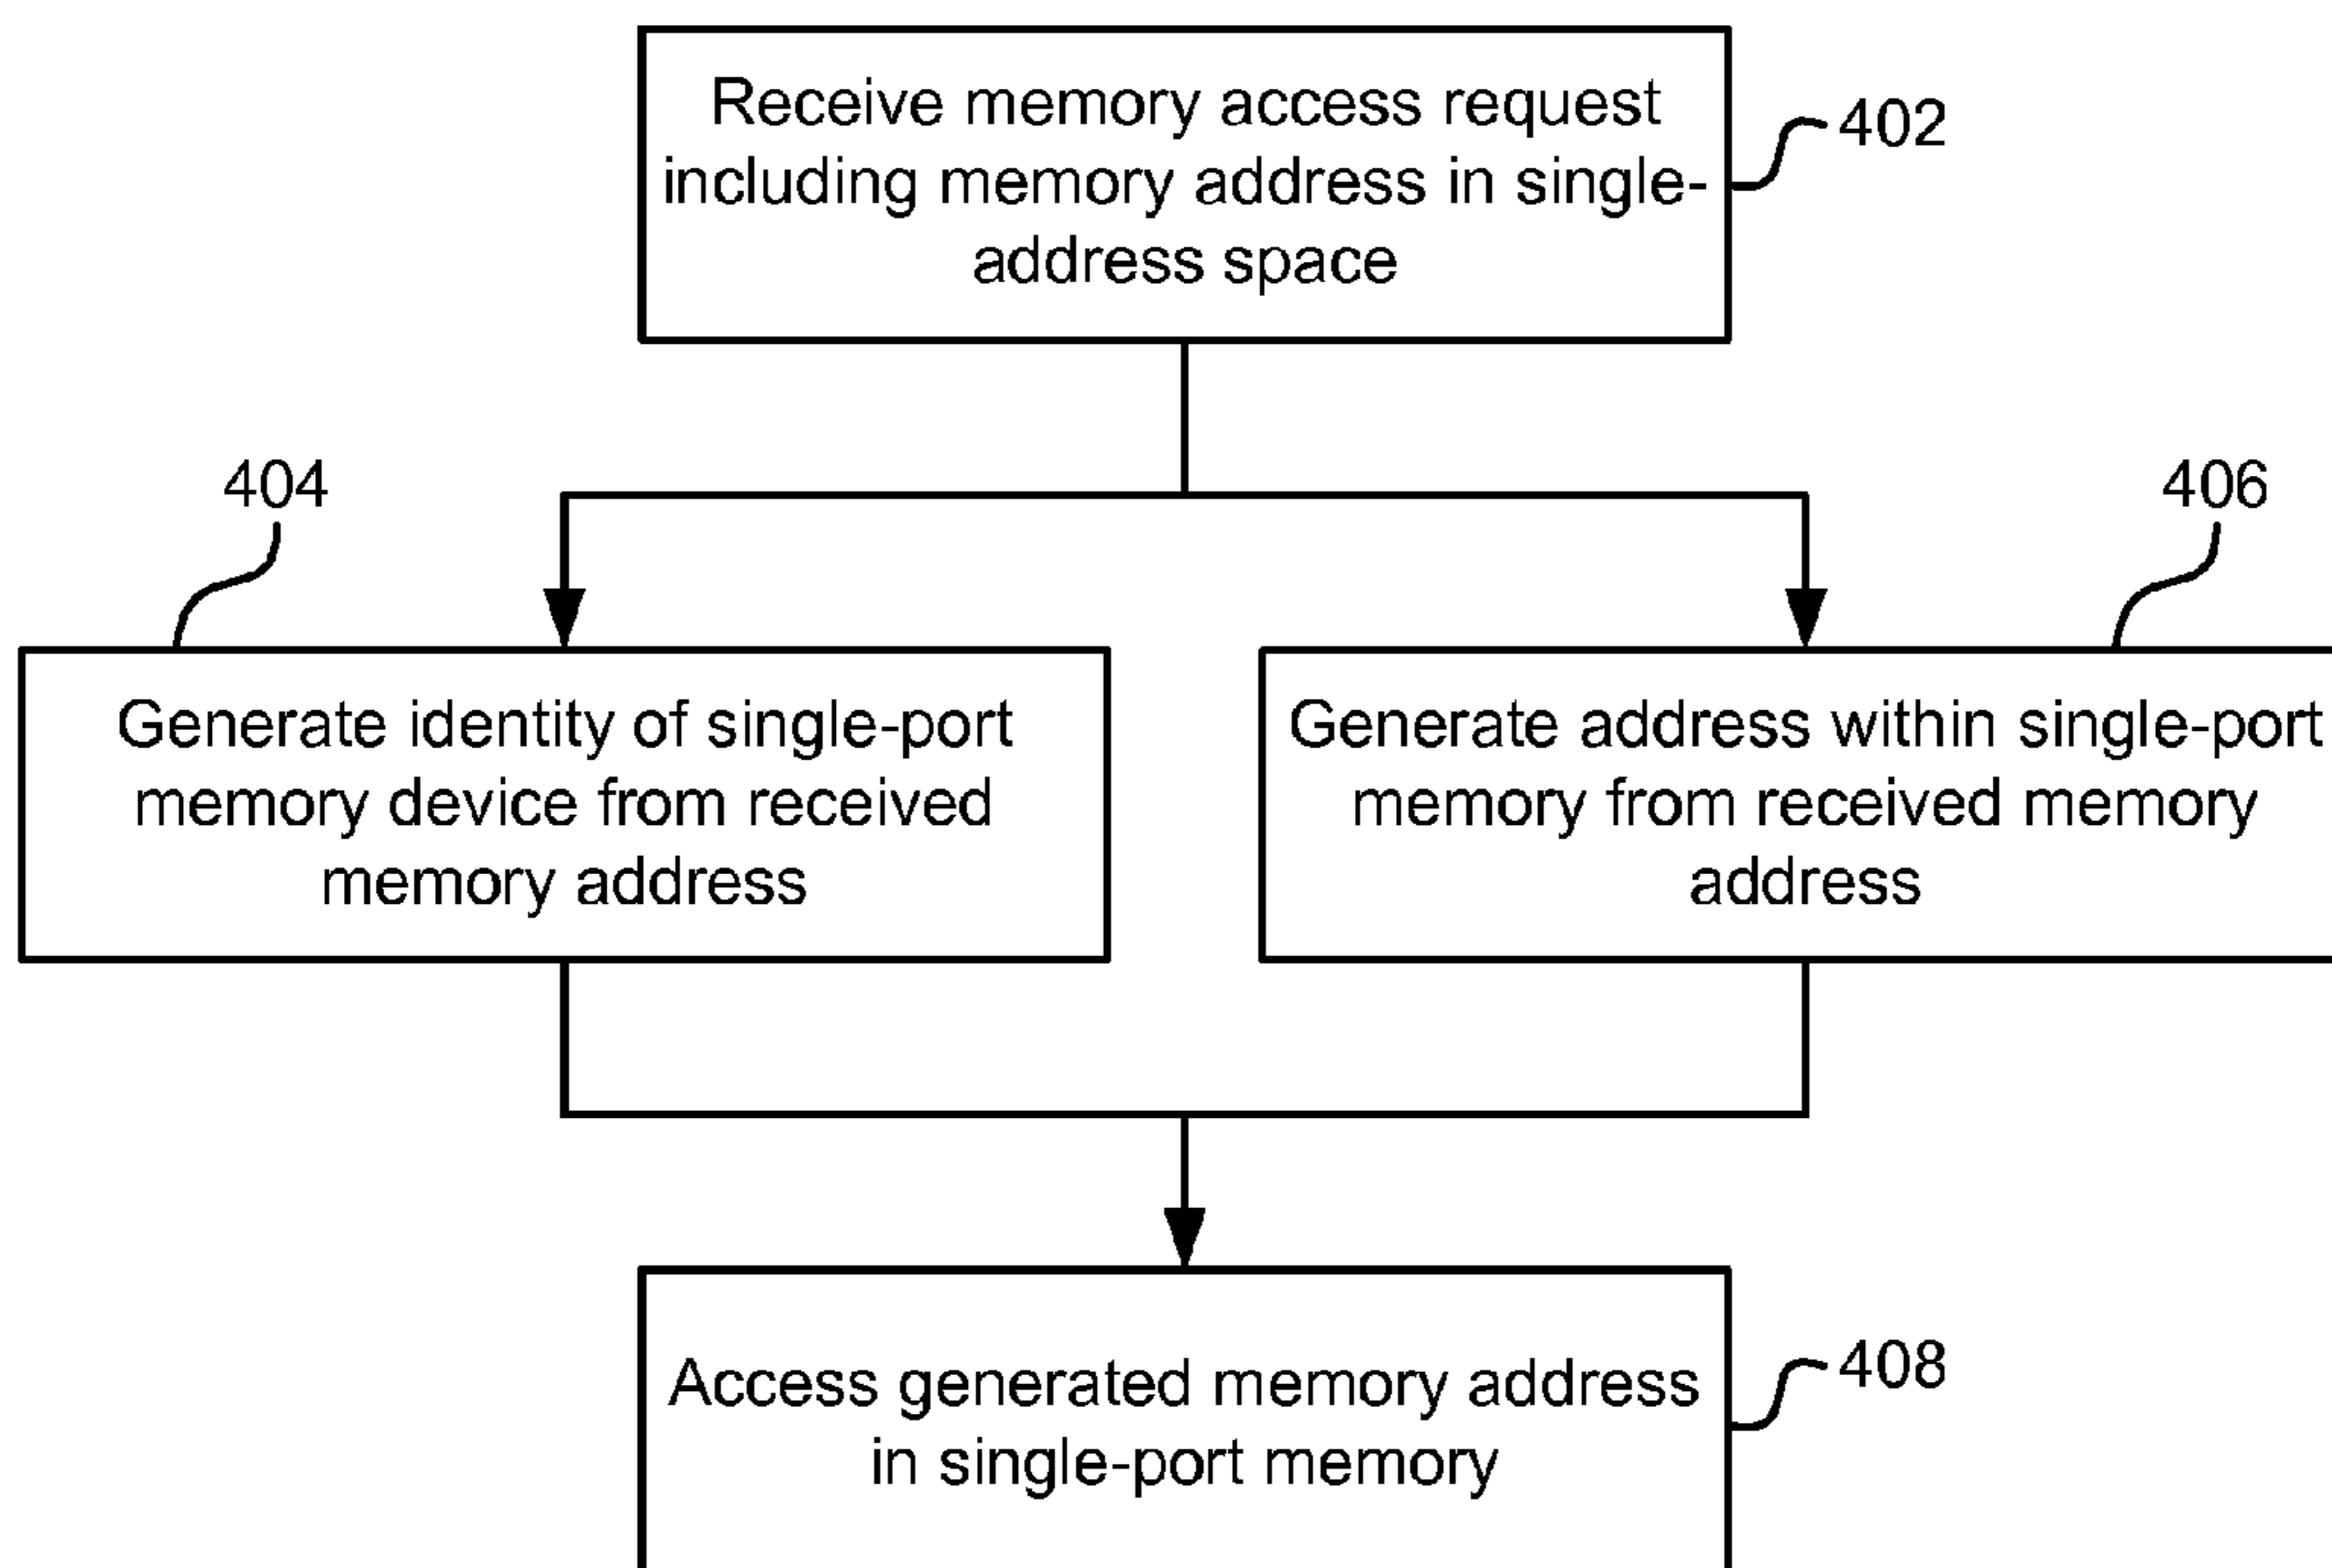 Receive memory access request
including memory address in single-
address space
402
404
406
Generate identity of single-port
memory device from received
memory address
Generate address within single-port
memory from received memory
address
Access generated memory address
in single-port memory
408